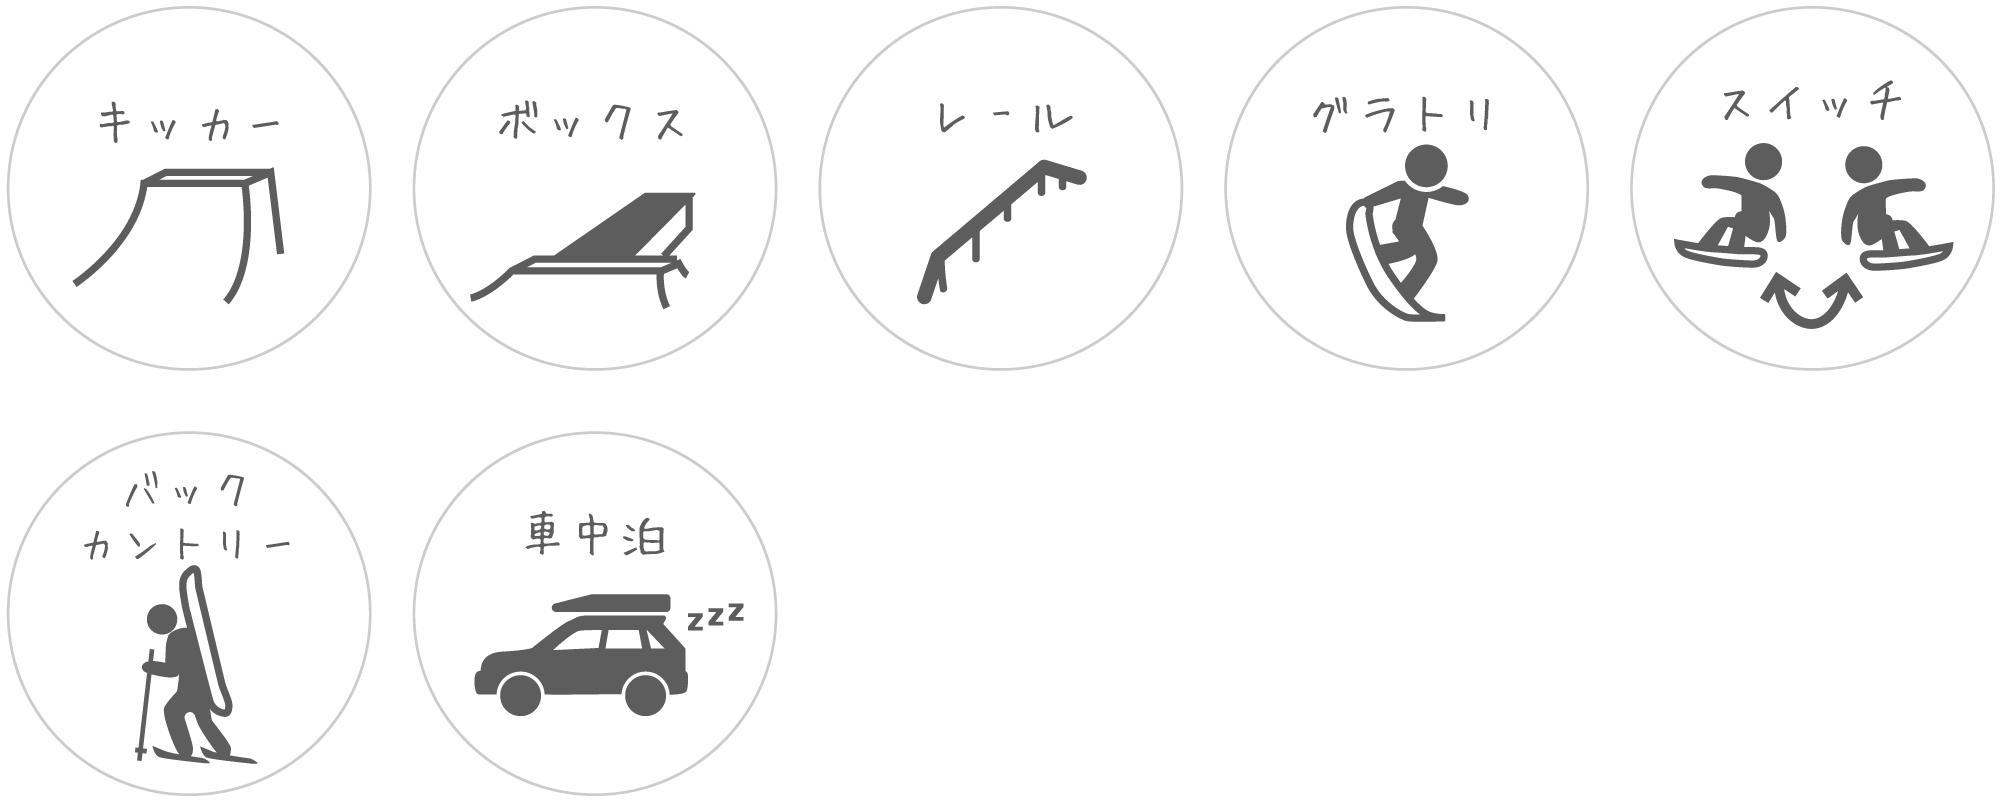 キッカー
ボックス
レール
グラトリ
スイッチ
バック
カントリー
車中泊
zzz